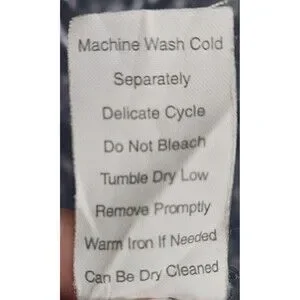 Machine Wash Cold
Separately
Delicate Cycle
Do Not Bleach
Tumble Dry Low
Remove Promptly
Warm Iron If Needed
Can Be Dry Cleaned